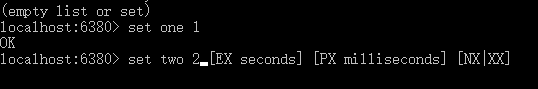 (empty list or set)
localhost:6380> set one 1
OK
localhost:6380> set two 2 [EX seconds] [PX milliseconds] [NX|XX]